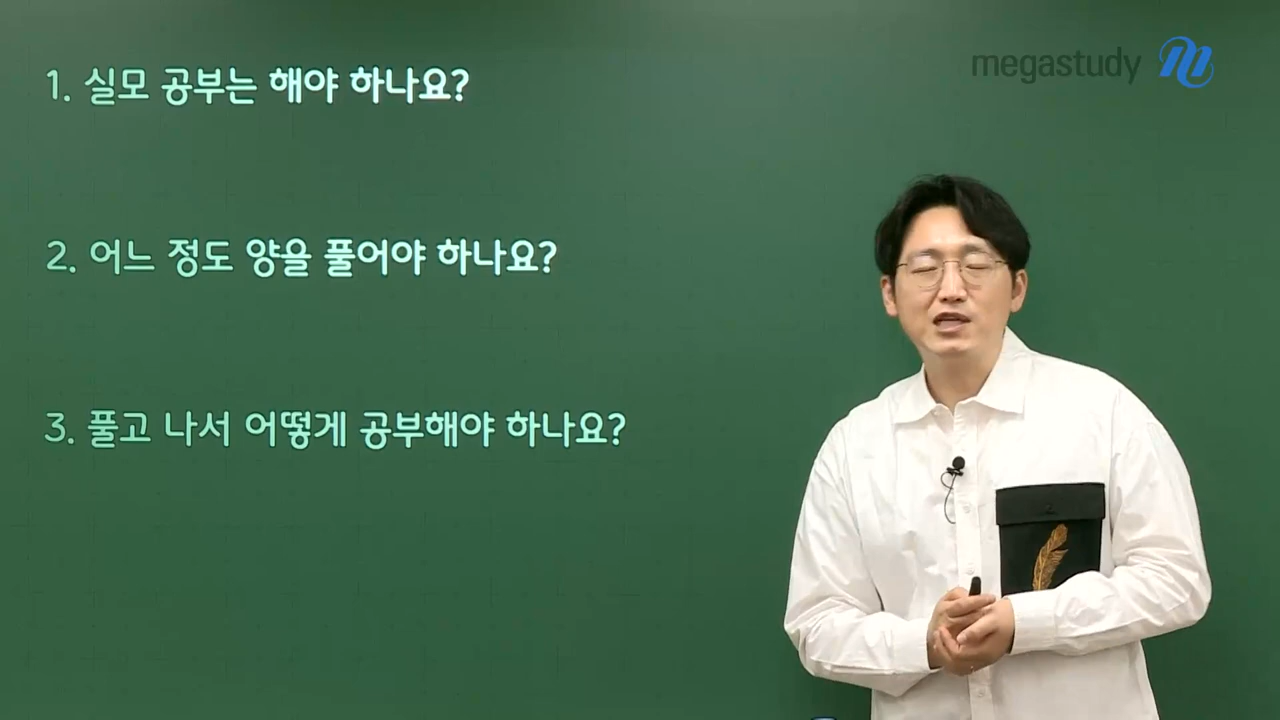 megastudy
1. 실모 공부는 해야 하나요?
2. 어느 정도 양을 풀어야 하나요?
3. 풀고 나서 어떻게 공부해야 하나요?